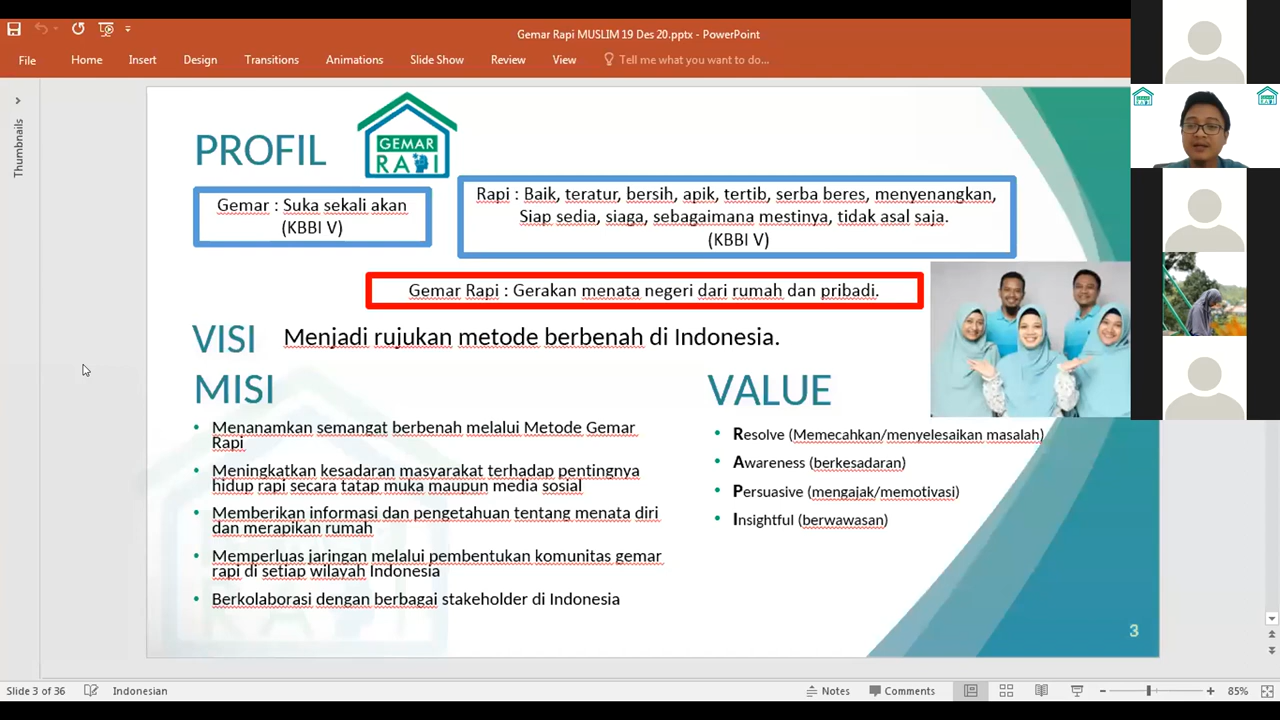 Gemar Rapi MUSLIM 19 Des 20.pptx - PowerPoint
File Home Insert Design Transitions Animations Slide Show Review View Tell me what you want to do...
Thumbnails
PROFIL
GEMAR
RAPI
Gemar : Suka sekali akan
(KBBI V)
Rapi : Baik, teratur, bersih, apik, tertib, serba beres, menyenangkan,
Siap sedia, siaga, sebagaimana mestinya, tidak asal saja.
(KBBI V)
Gemar Rapi : Gerakan menata negeri dari rumah dan pribadi.
VISI Menjadi rujukan metode berbenah di Indonesia.
MISI
• Menanamkan semangat berbenah melalui Metode Gemar
Rapi
• Meningkatkan kesadaran masyarakat terhadap pentingnya
hidup rapi secara tatap muka maupun media sosial
• Memberikan informasi dan pengetahuan tentang menata diri
dan merapikan rumah
• Memperluas jaringan melalui pembentukan komunitas gemar
rapi di setiap wilayah Indonesia
• Berkolaborasi dengan berbagai stakeholder di Indonesia
VALUE
• Resolve (Memecahkan/menyelesaikan masalah)
• Awareness (berkesadaran)
• Persuasive (mengajak/memotivasi)
• Insightful (berwawasan)
3
Slide 3 of 36 Indonesian Notes Comments 85%